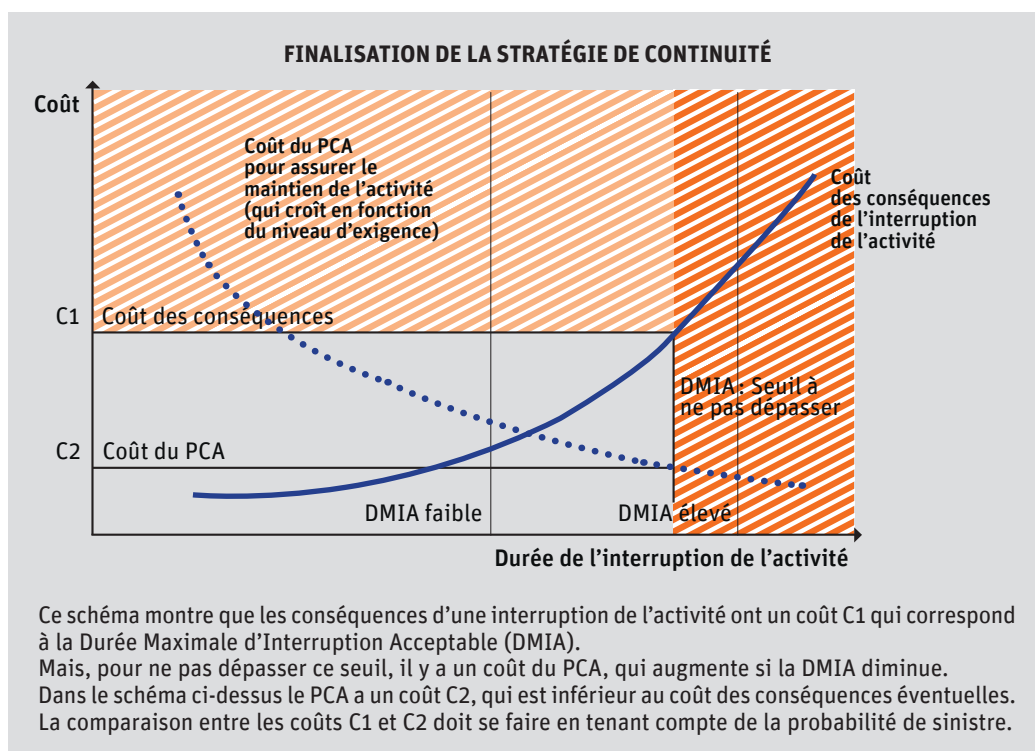 FINALISATION DE LA STRATÉGIE DE CONTINUITÉ
Coût
Coût du PCA
pour assurer le
maintien de l’activité
(qui croît en fonction
du niveau d’exigence)
Coût
des conséquences
de l’interruption
de l’activité
C1
Coût des conséquences
DMIA : Seuil à
ne pas dépasser
C2
Coût du PCA
DMIA faible
DMIA élevé
Durée de l’interruption de l’activité
Ce schéma montre que les conséquences d’une interruption de l’activité ont un coût C1 qui correspond
à la Durée Maximale d’Interruption Acceptable (DMIA).
Mais, pour ne pas dépasser ce seuil, il y a un coût du PCA, qui augmente si la DMIA diminue.
Dans le schéma ci-dessus le PCA a un coût C2, qui est inférieur au coût des conséquences éventuelles.
La comparaison entre les coûts C1 et C2 doit se faire en tenant compte de la probabilité de sinistre.